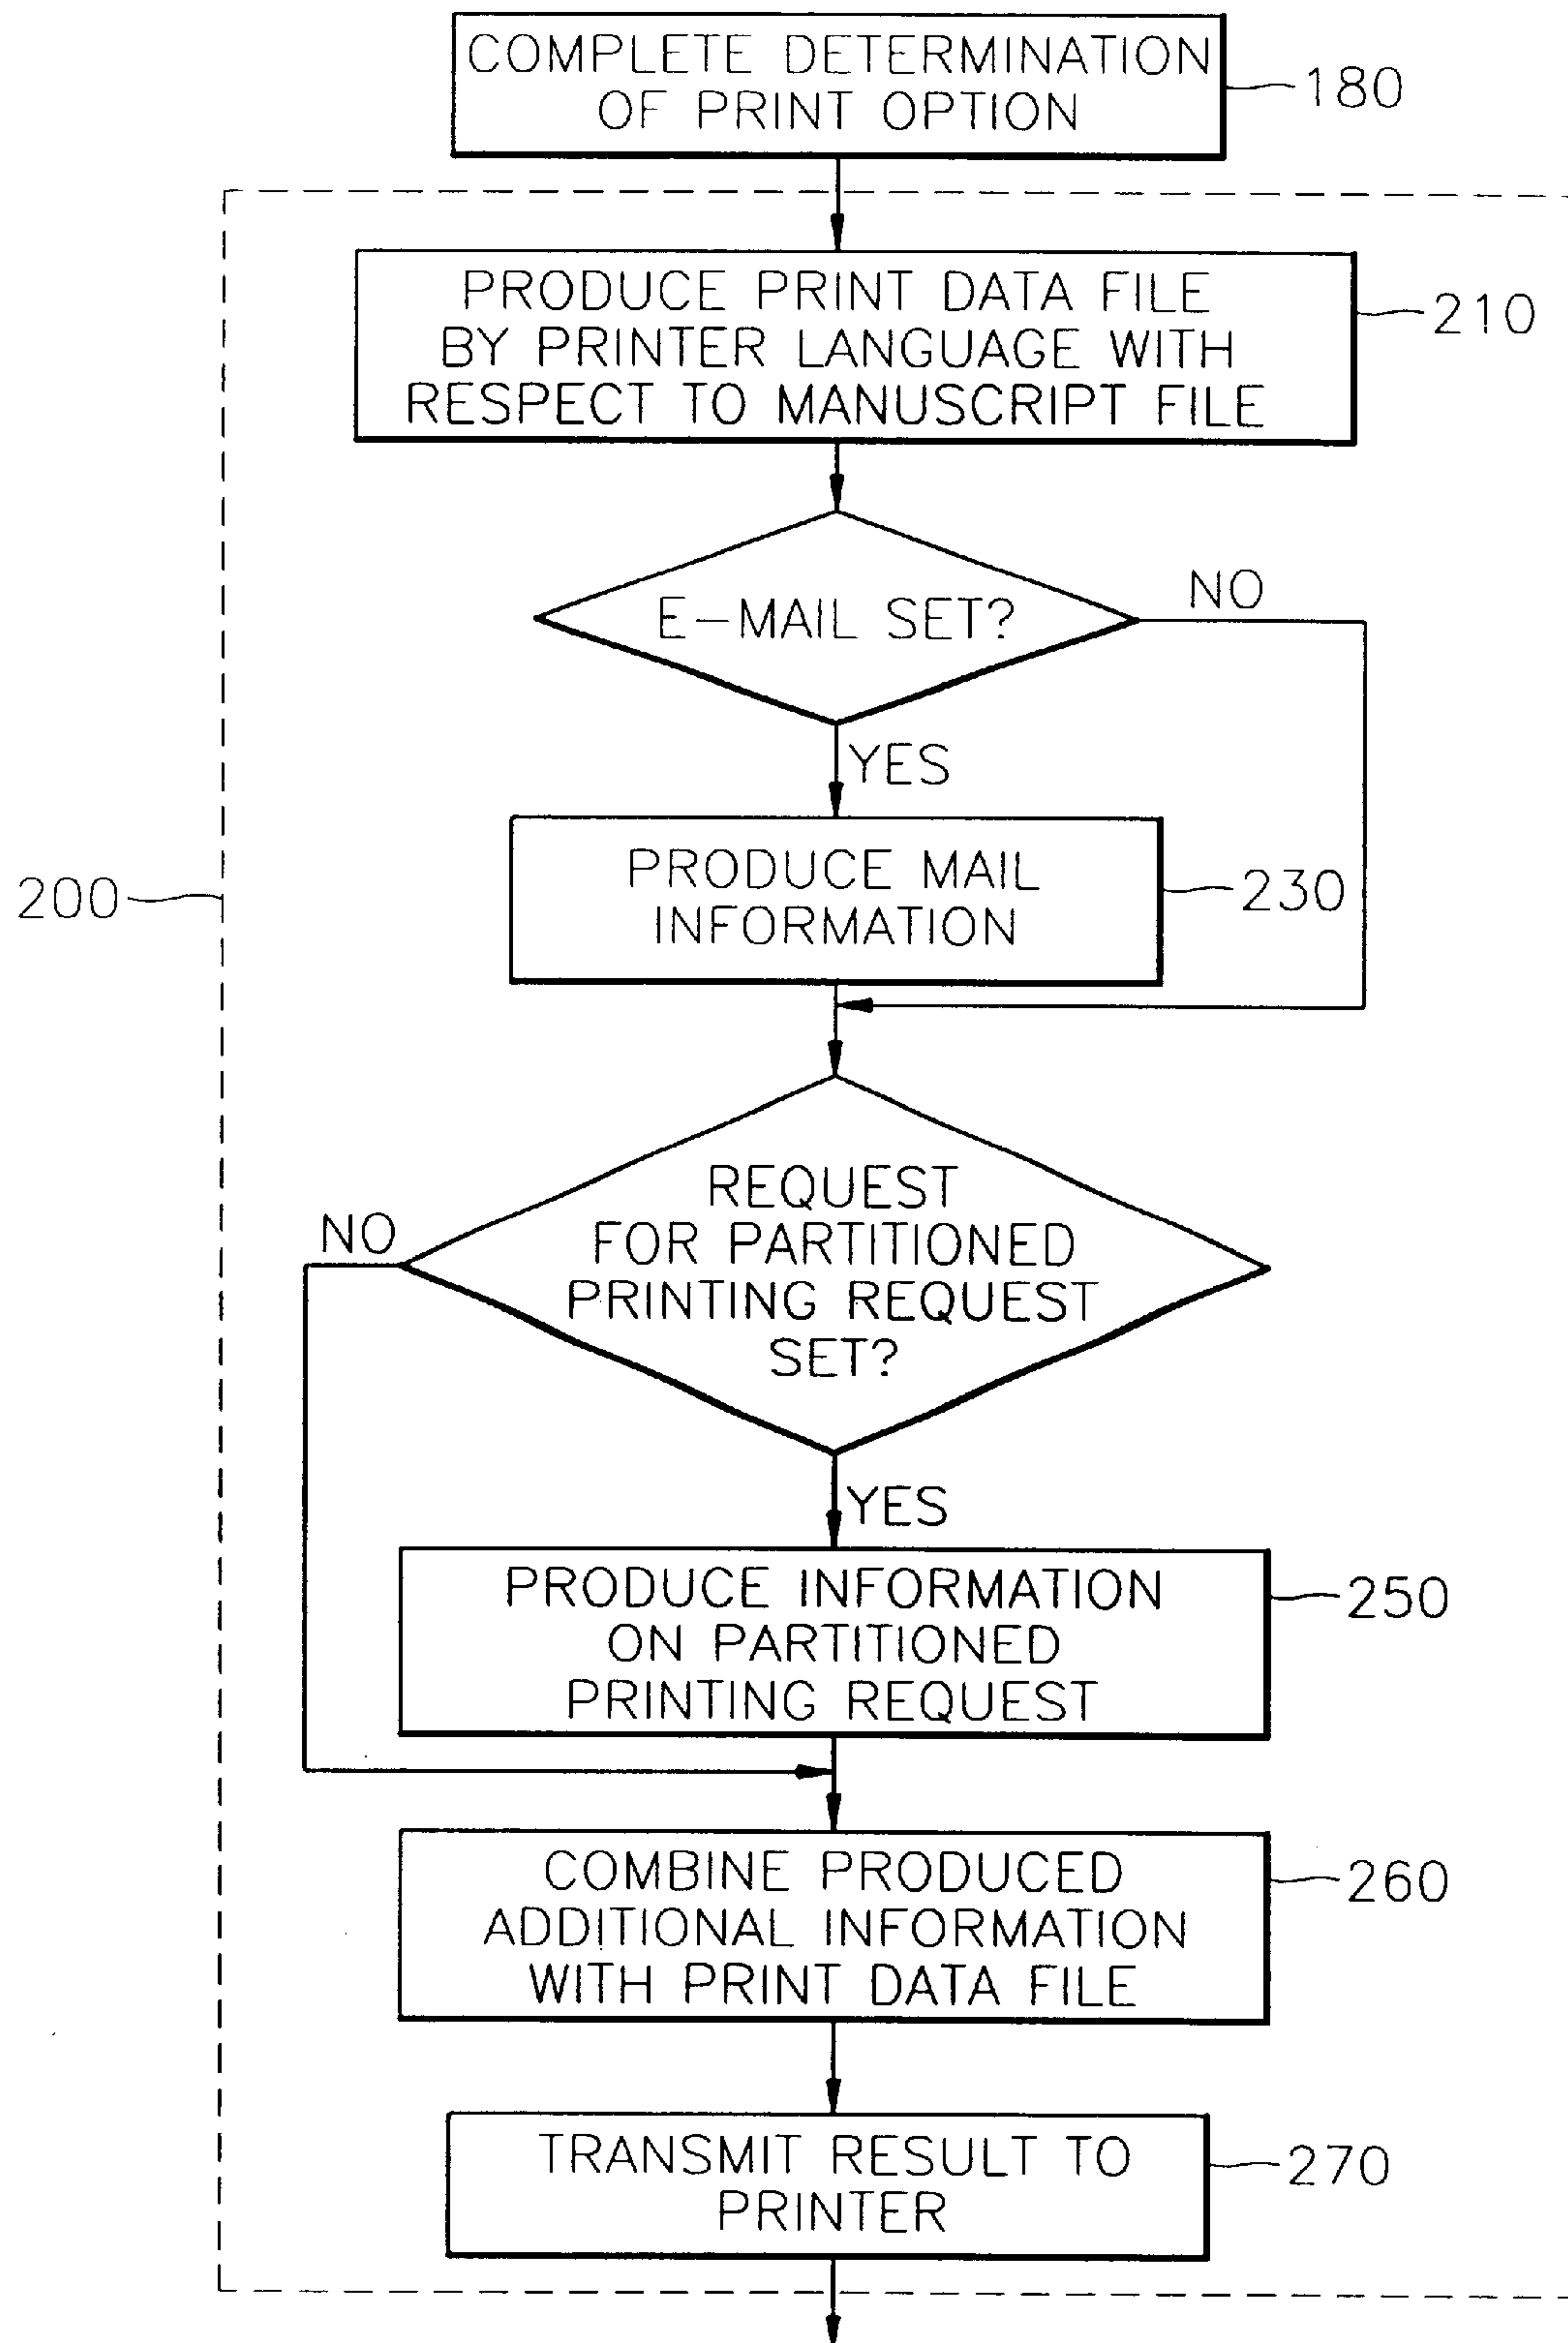 COMPLETE DETERMINATION
OF PRINT OPTION
180
PRODUCE PRINT DATA FILE
BY PRINTER LANGUAGE WITH
RESPECT TO MANUSCRIPT FILE
210
E-MAIL SET?
NO
YES
PRODUCE MAIL
INFORMATION
230
200
REQUEST
FOR PARTITIONED
PRINTING REQUEST
SET?
NO
YES
PRODUCE INFORMATION
ON PARTITIONED
PRINTING REQUEST
250
COMBINE PRODUCED
ADDITIONAL INFORMATION
WITH PRINT DATA FILE
260
TRANSMIT RESULT TO
PRINTER
270